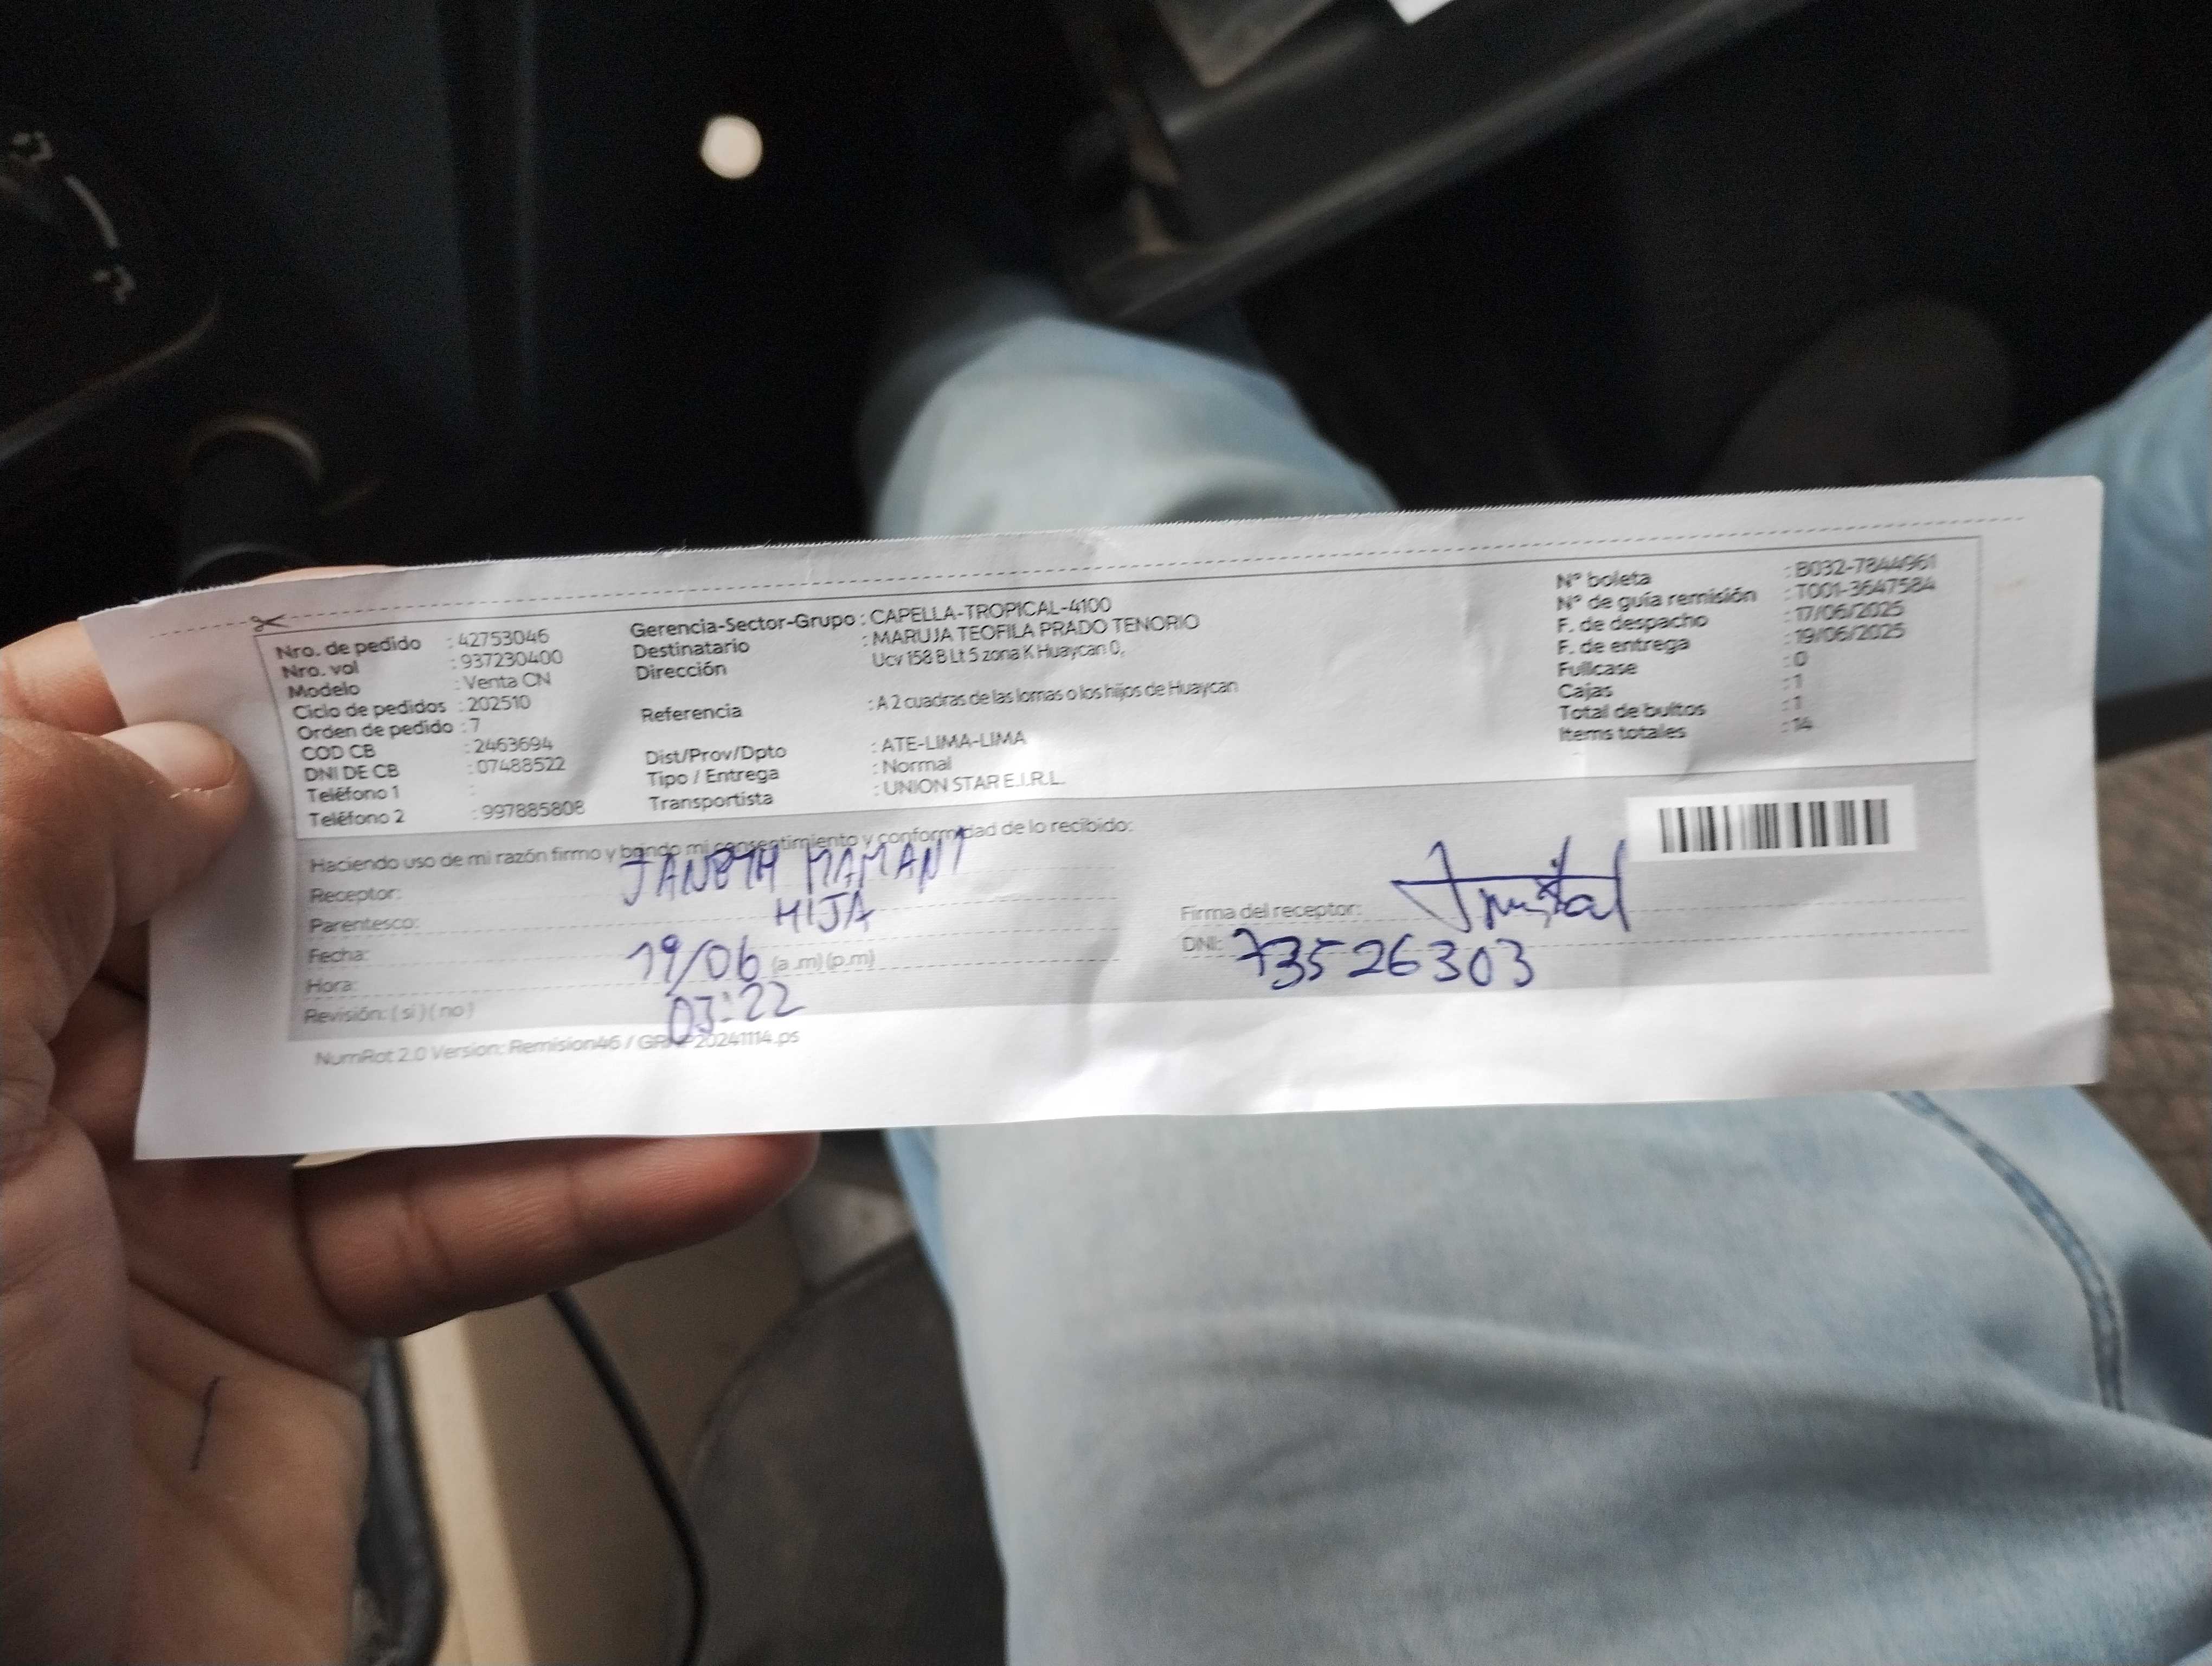 Nro. de pedido : 42753046
Nro. vol : 937230400
Modelo : Venta CN
Ciclo de pedidos : 202510
Orden de pedido : 7
COD CB : 2463694
DNI DE CB : 07488522
Teléfono 1 :
Teléfono 2 : 997885808
Gerencia-Sector-Grupo : CAPELLA-TROPICAL-4100
Destinatario : MARUJA TEOFILA PRADO TENORIO
Dirección Ucv 158 B Lt 5 zona K Huaycan 0,
Referencia : A 2 cuadras de las lomas o los hijos de Huaycan
Dist/Prov/Dpto : ATE-LIMA-LIMA
Tipo / Entrega : Normal
Transportista : UNION STAR E.I.R.L.
N° boleta : B032-7844961
N° de guía remisión : T001-3647584
F. de despacho : 17/06/2025
F. de entrega : 19/06/2025
Fullcase : 0
Cajas : 1
Total de bultos : 1
Items totales : 14
Haciendo uso de mi razón firmo y brindo mi consentimiento y conformidad de lo recibido:
Receptor: JANETH MAMANI
Parentesco: HIJA
Fecha: 19/06 (a.m) (p.m)
Hora: 03:22
Revisión: ( si ) ( no )
Firma del receptor:
DNI: 73526303
NumRot 2.0 Version: Remision46 / 20241114.ps